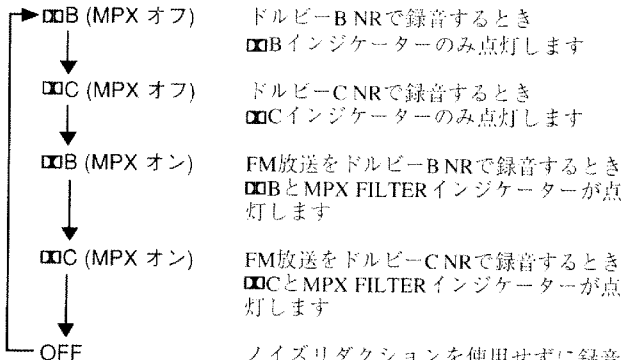 ▯▯B (MPX オフ) ドルビーB NRで録音するとき
▯▯Bインジケーターのみ点灯します
▯▯C (MPX オフ) ドルビーC NRで録音するとき
▯▯Cインジケーターのみ点灯します
▯▯B (MPX オン) FM放送をドルビーB NRで録音するとき
▯▯BとMPX FILTERインジケーターが点
灯します
▯▯C (MPX オン) FM放送をドルビーC NRで録音するとき
▯▯CとMPX FILTERインジケーターが点
灯します
OFF ノイズリダクションを使用せずに録音